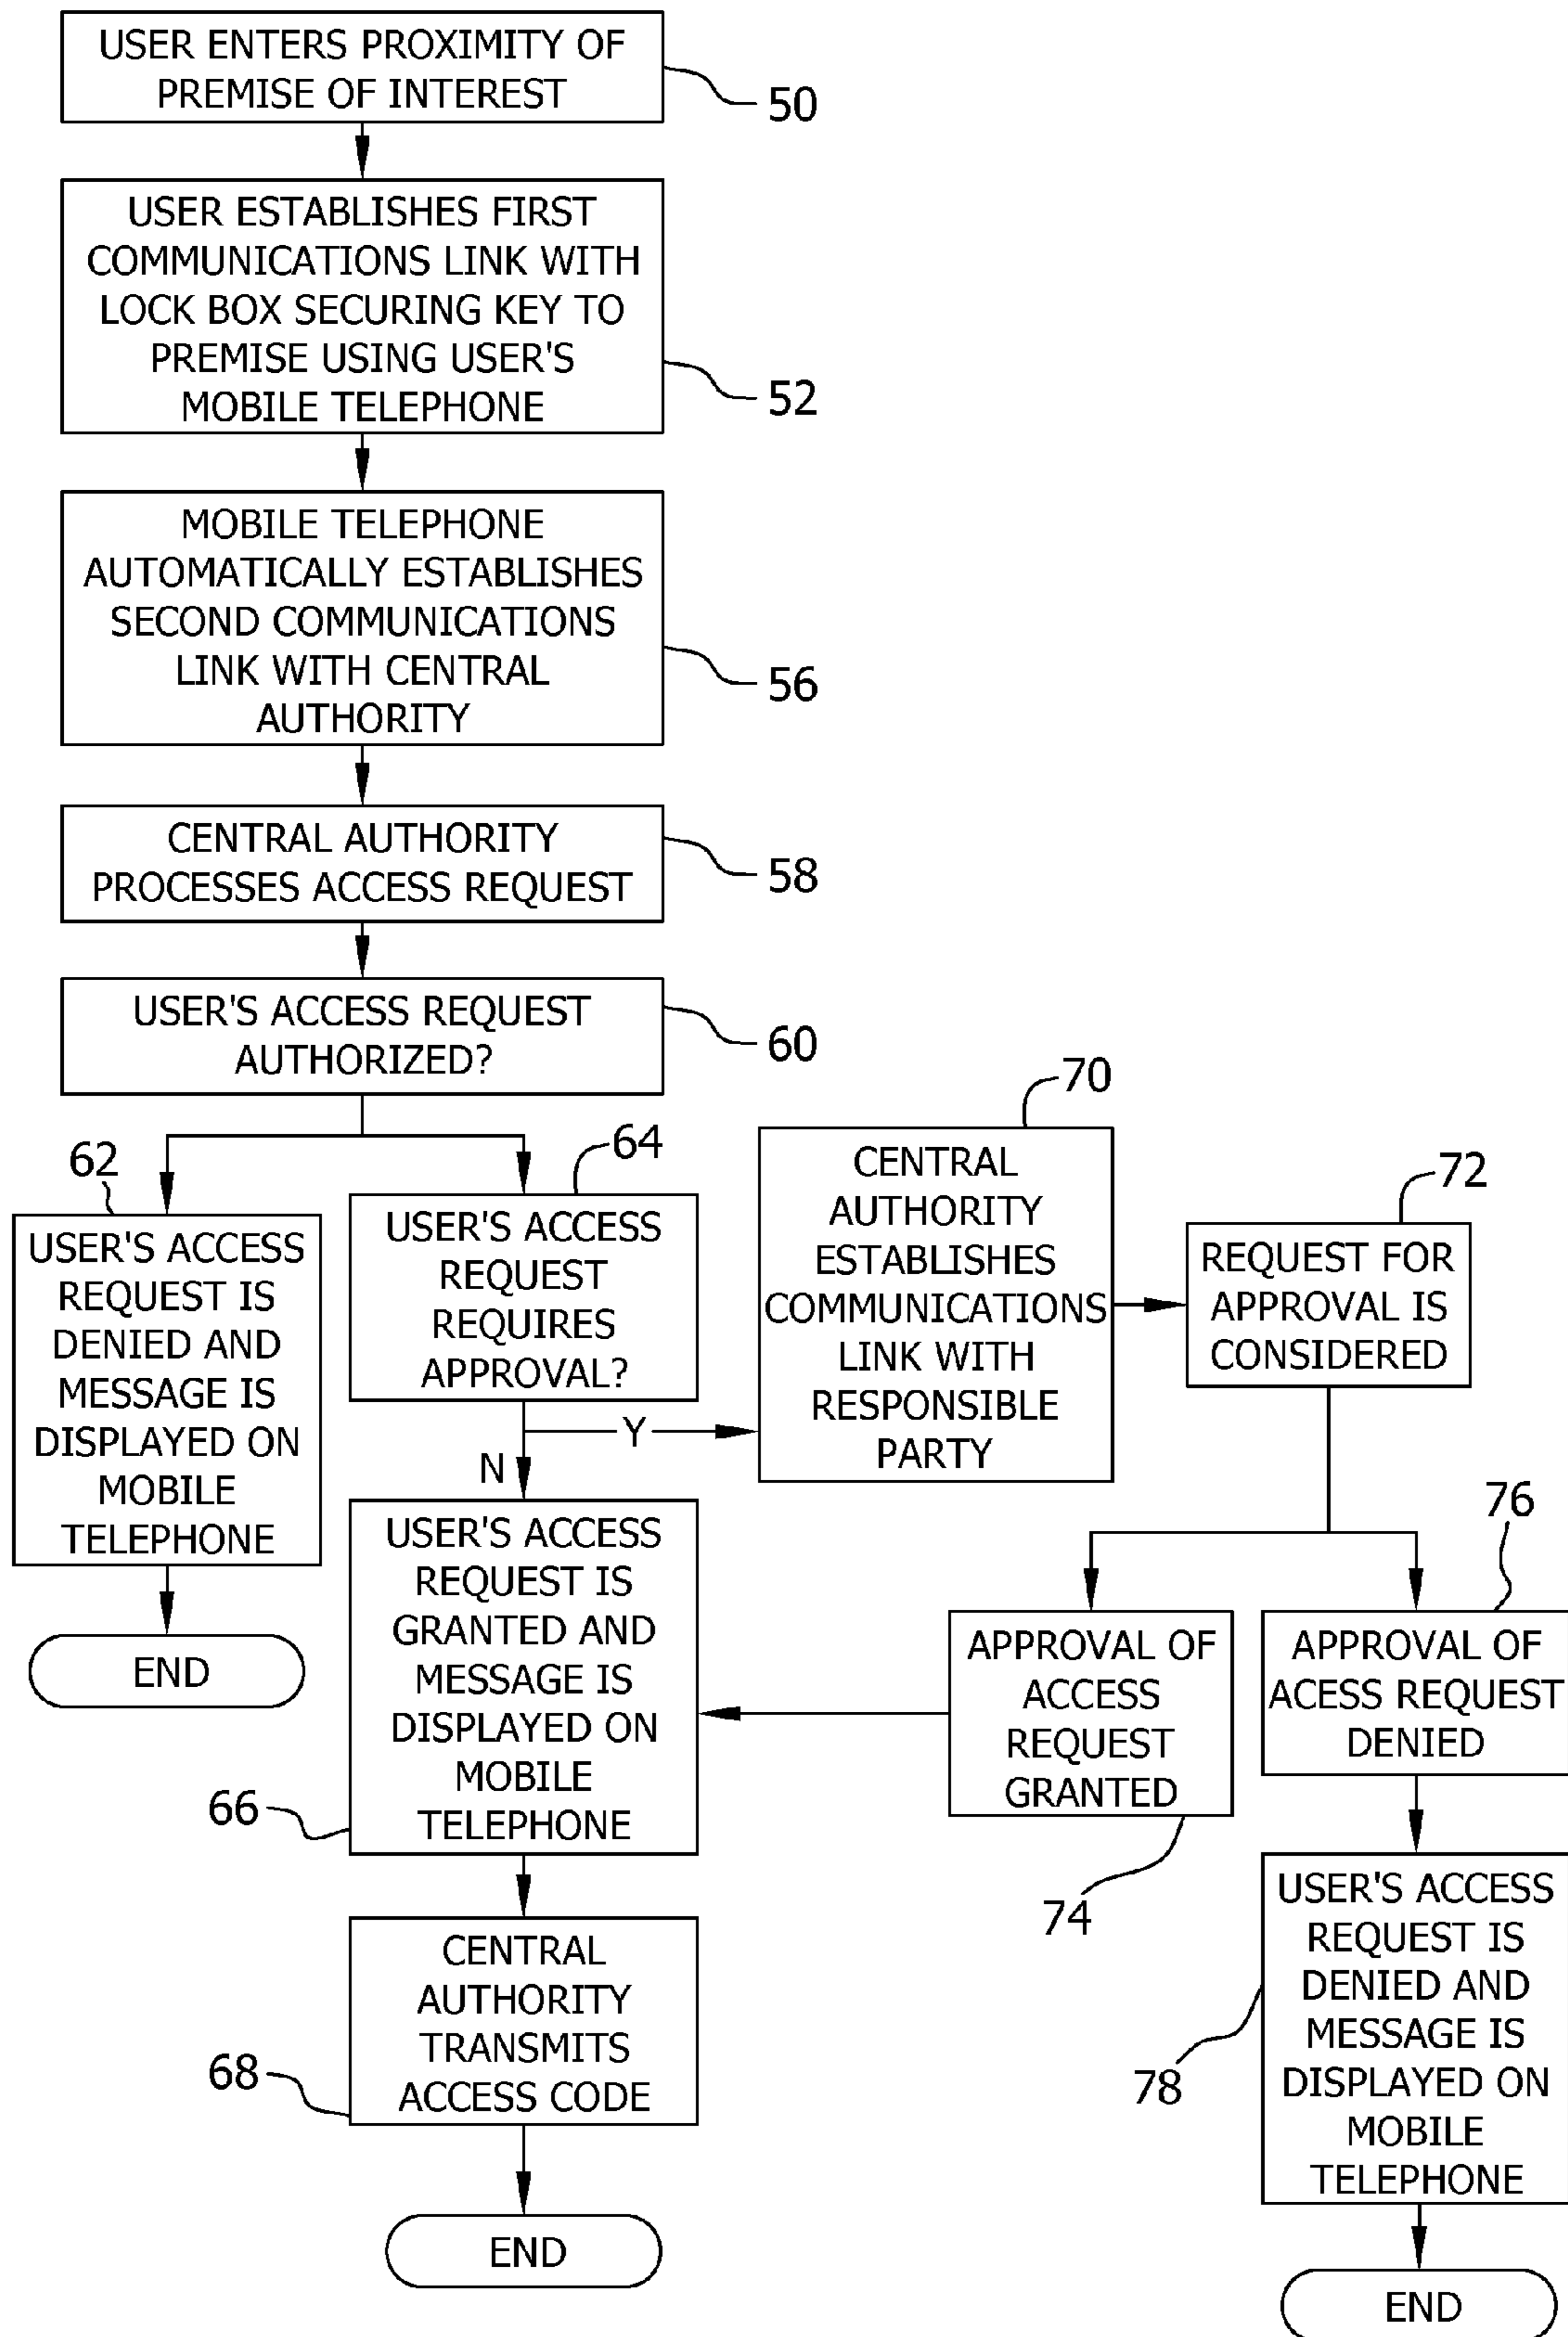 USER ENTERS PROXIMITY OF
PREMISE OF INTEREST
50
USER ESTABLISHES FIRST
COMMUNICATIONS LINK WITH
LOCK BOX SECURING KEY TO
PREMISE USING USER'S
MOBILE TELEPHONE
52
MOBILE TELEPHONE
AUTOMATICALLY ESTABLISHES
SECOND COMMUNICATIONS
LINK WITH CENTRAL
AUTHORITY
56
CENTRAL AUTHORITY
PROCESSES ACCESS REQUEST
58
USER'S ACCESS REQUEST
AUTHORIZED?
60
62
USER'S ACCESS
REQUEST IS
DENIED AND
MESSAGE IS
DISPLAYED ON
MOBILE
TELEPHONE
END
64
USER'S ACCESS
REQUEST
REQUIRES
APPROVAL?
Y
N
70
CENTRAL
AUTHORITY
ESTABLISHES
COMMUNICATIONS
LINK WITH
RESPONSIBLE
PARTY
72
REQUEST FOR
APPROVAL IS
CONSIDERED
USER'S ACCESS
REQUEST IS
GRANTED AND
MESSAGE IS
DISPLAYED ON
MOBILE
TELEPHONE
66
APPROVAL OF
ACCESS
REQUEST
GRANTED
74
76
APPROVAL OF
ACESS REQUEST
DENIED
CENTRAL
AUTHORITY
TRANSMITS
ACCESS CODE
68
END
USER'S ACCESS
REQUEST IS
DENIED AND
MESSAGE IS
DISPLAYED ON
MOBILE
TELEPHONE
78
END